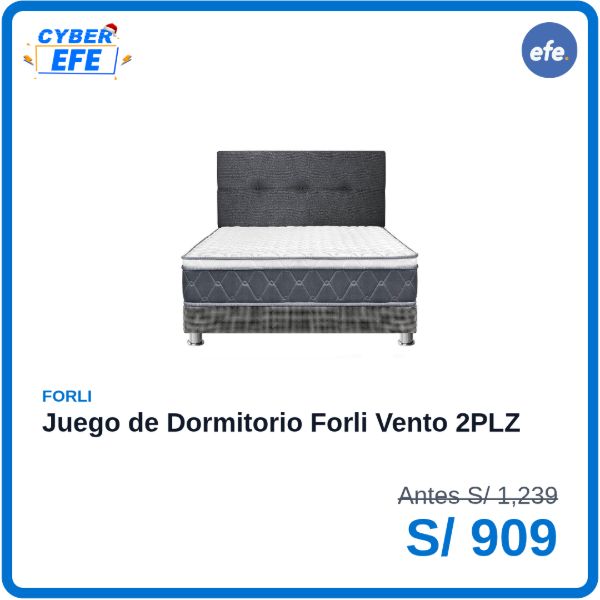 CYBER
EFE
efe.
FORLI
Juego de Dormitorio Forli Vento 2PLZ
Antes S/ 1,239
S/ 909